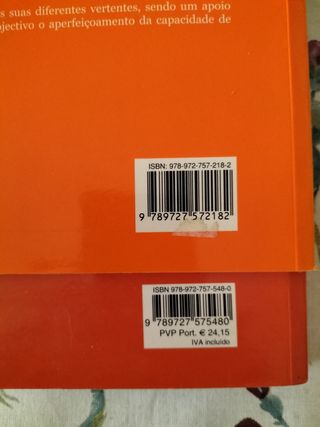 s suas diferentes vertentes, sendo um apoio
bjectivo o aperfeiçoamento da capacidade de
ISBN: 978-972-757-218-2
9 789727 572182
ISBN 978-972-757-548-0
9 789727 575480
PVP Port. € 24,15
IVA incluído